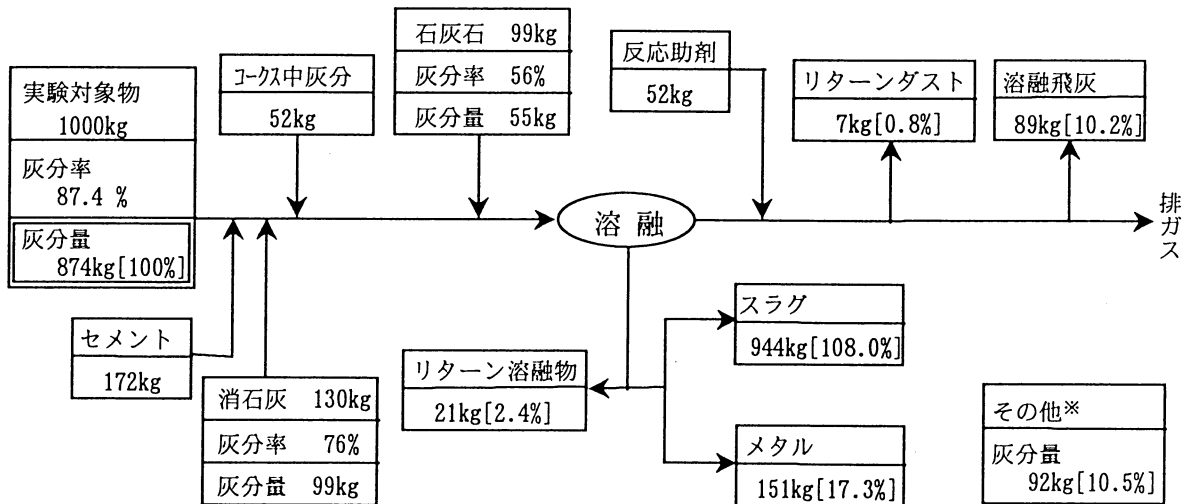 実験対象物
1000kg
灰分率
87.4 %
灰分量
874kg[100%]
コークス中灰分
52kg
石灰石 99kg
灰分率 56%
灰分量 55kg
反応助剤
52kg
リターンダスト
7kg[0.8%]
溶融飛灰
89kg[10.2%]
溶 融
排ガス
セメント
172kg
消石灰 130kg
灰分率 76%
灰分量 99kg
リターン溶融物
21kg[2.4%]
スラグ
944kg[108.0%]
メタル
151kg[17.3%]
その他※
灰分量
92kg[10.5%]